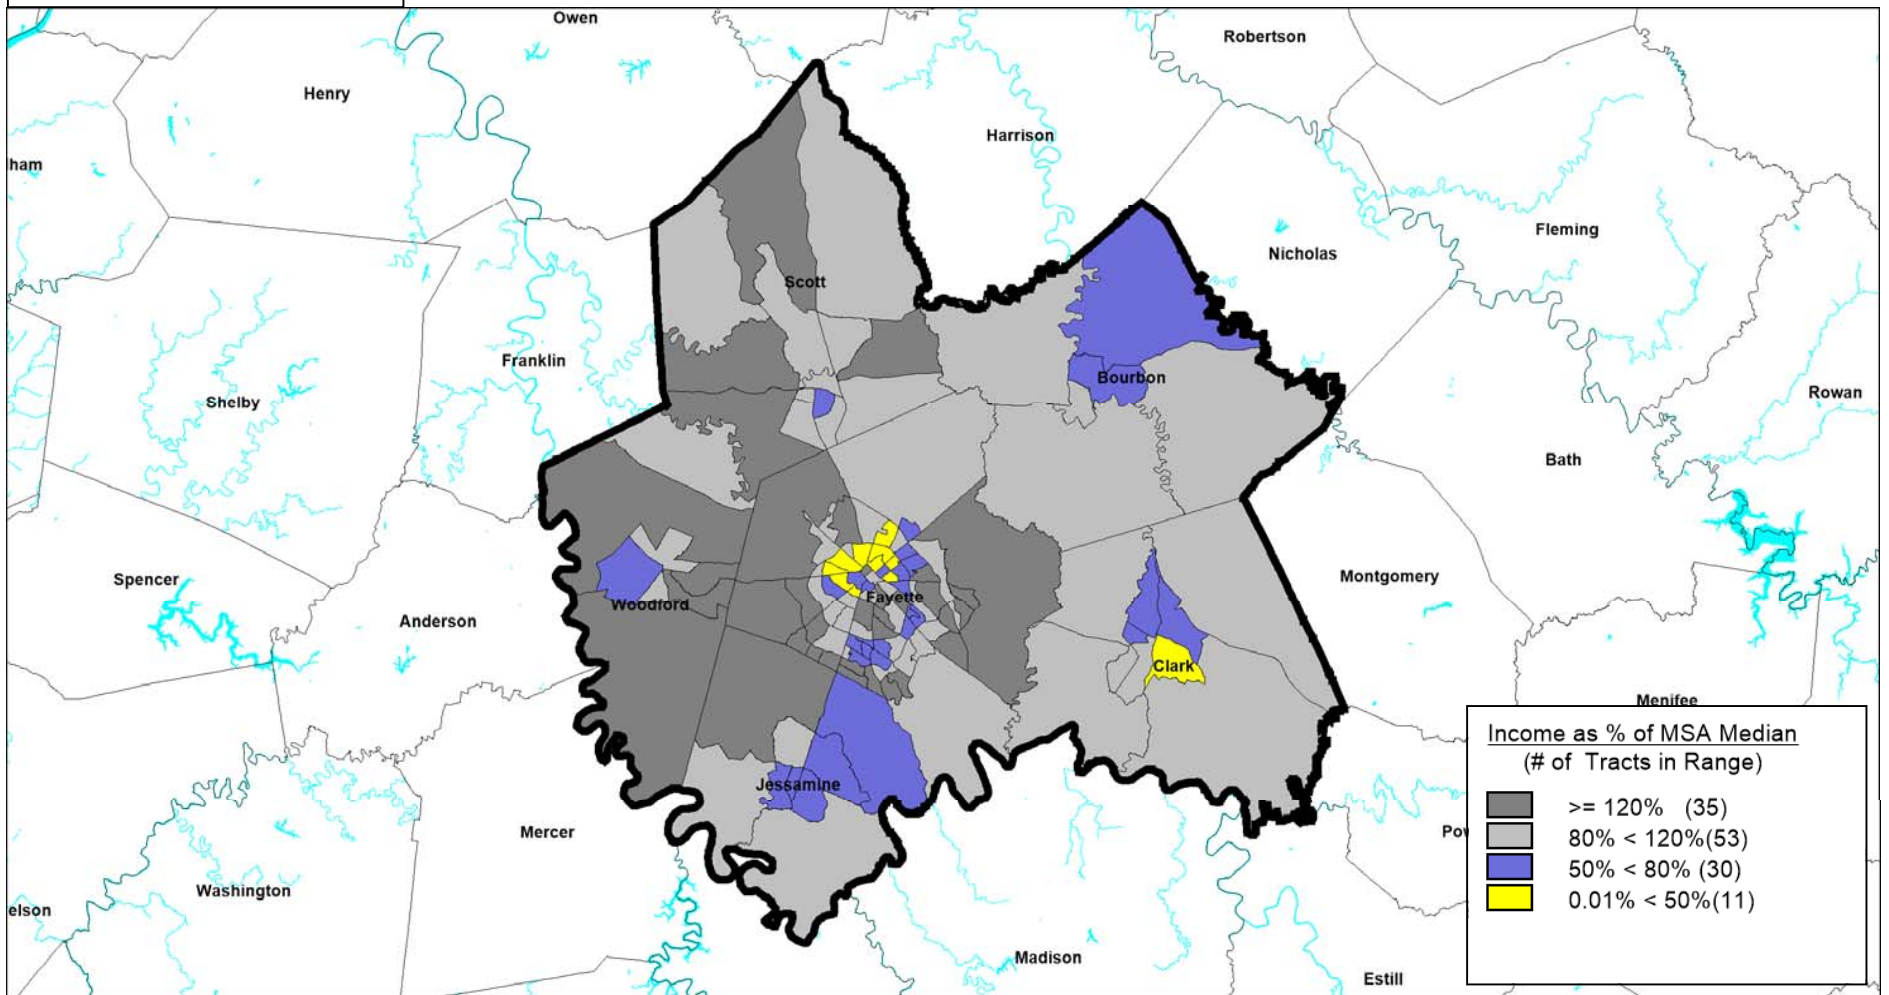 Owen
Robertson
Henry
Harrison
ham
Fleming
Nicholas
Scott
Franklin
Bourbon
Rowan
Shelby
Bath
Spencer
Montgomery
Woodford
Fayette
Anderson
Clark
Menifee
Income as % of MSA Median
(# of Tracts in Range)
>= 120% (35)
80% < 120%(53)
50% < 80% (30)
0.01% < 50%(11)
Jessamine
Mercer
Pov
Washington
elson
Madison
Estill